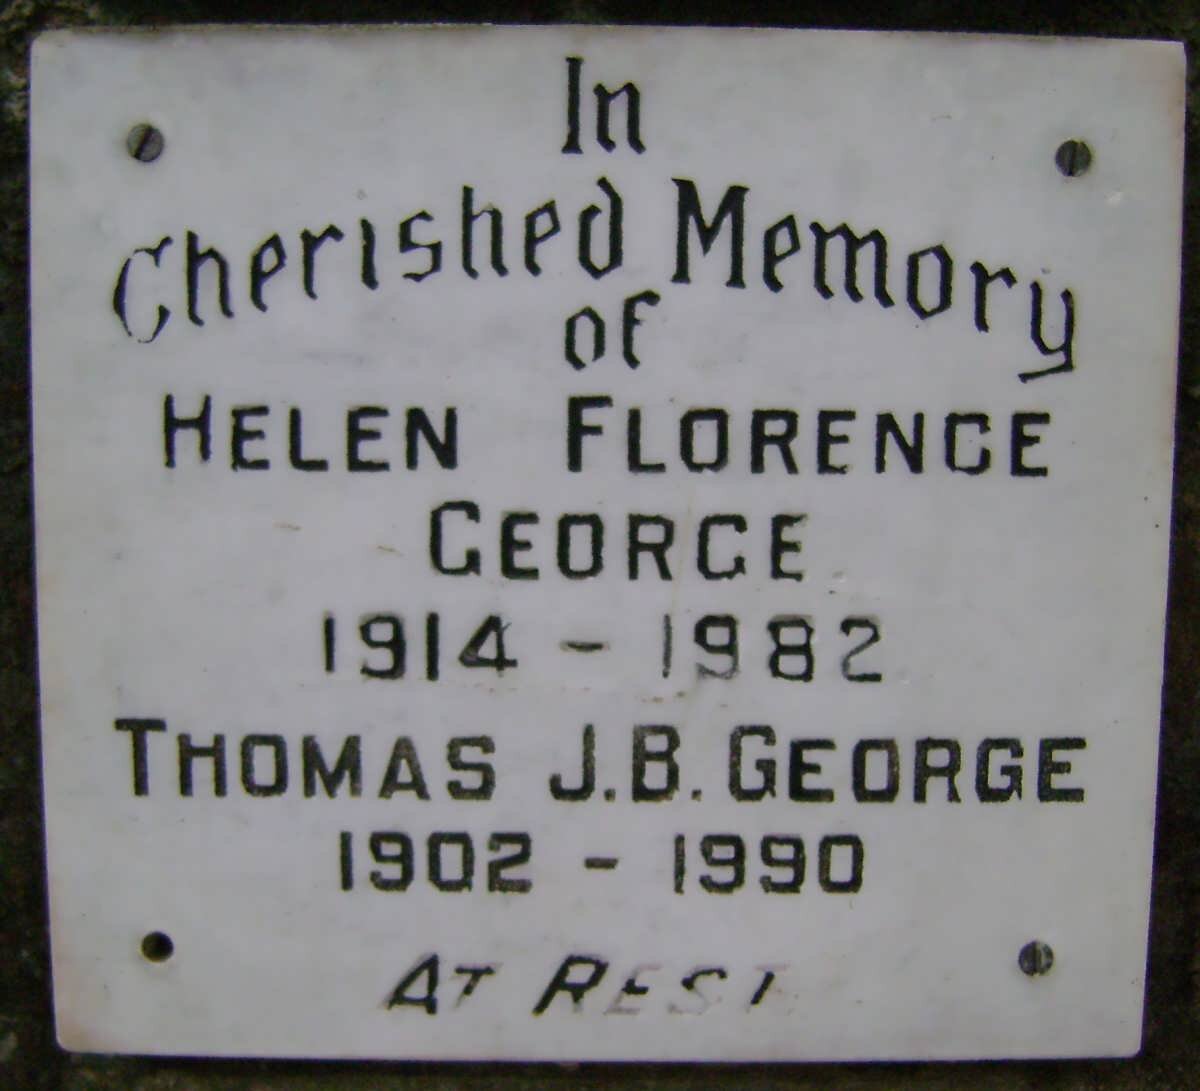 In
Cherished Memory
of
HELEN FLORENCE
GEORGE
1914 - 1982
THOMAS J.B. GEORGE
1902 - 1990
AT REST